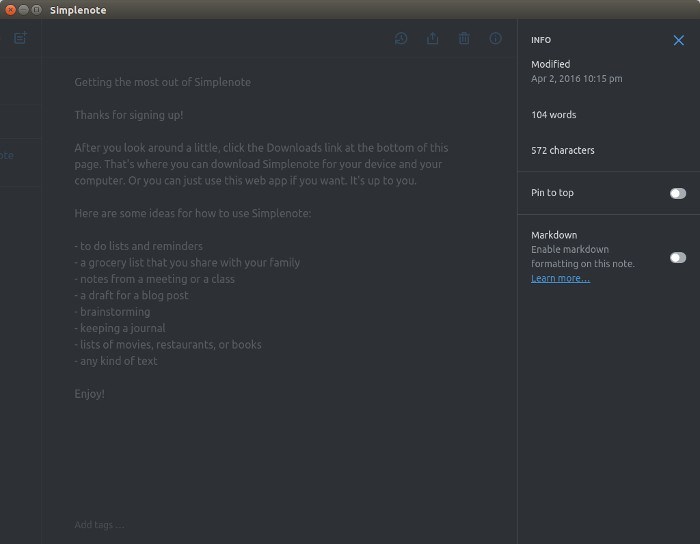 Simplenote
Getting the most out of Simplenote
Thanks for signing up!
After you look around a little, click the Downloads link at the bottom of this
page. That's where you can download Simplenote for your device and your
computer. Or you can just use this web app if you want. It's up to you.
Here are some ideas for how to use Simplenote:
- to do lists and reminders
- a grocery list that you share with your family
- notes from a meeting or a class
- a draft for a blog post
- brainstorming
- keeping a journal
- lists of movies, restaurants, or books
- any kind of text
Enjoy!
Add tags ...
INFO
Modified
Apr 2, 2016 10:15 pm
104 words
572 characters
Pin to top
Markdown
Enable markdown
formatting on this note.
Learn more...